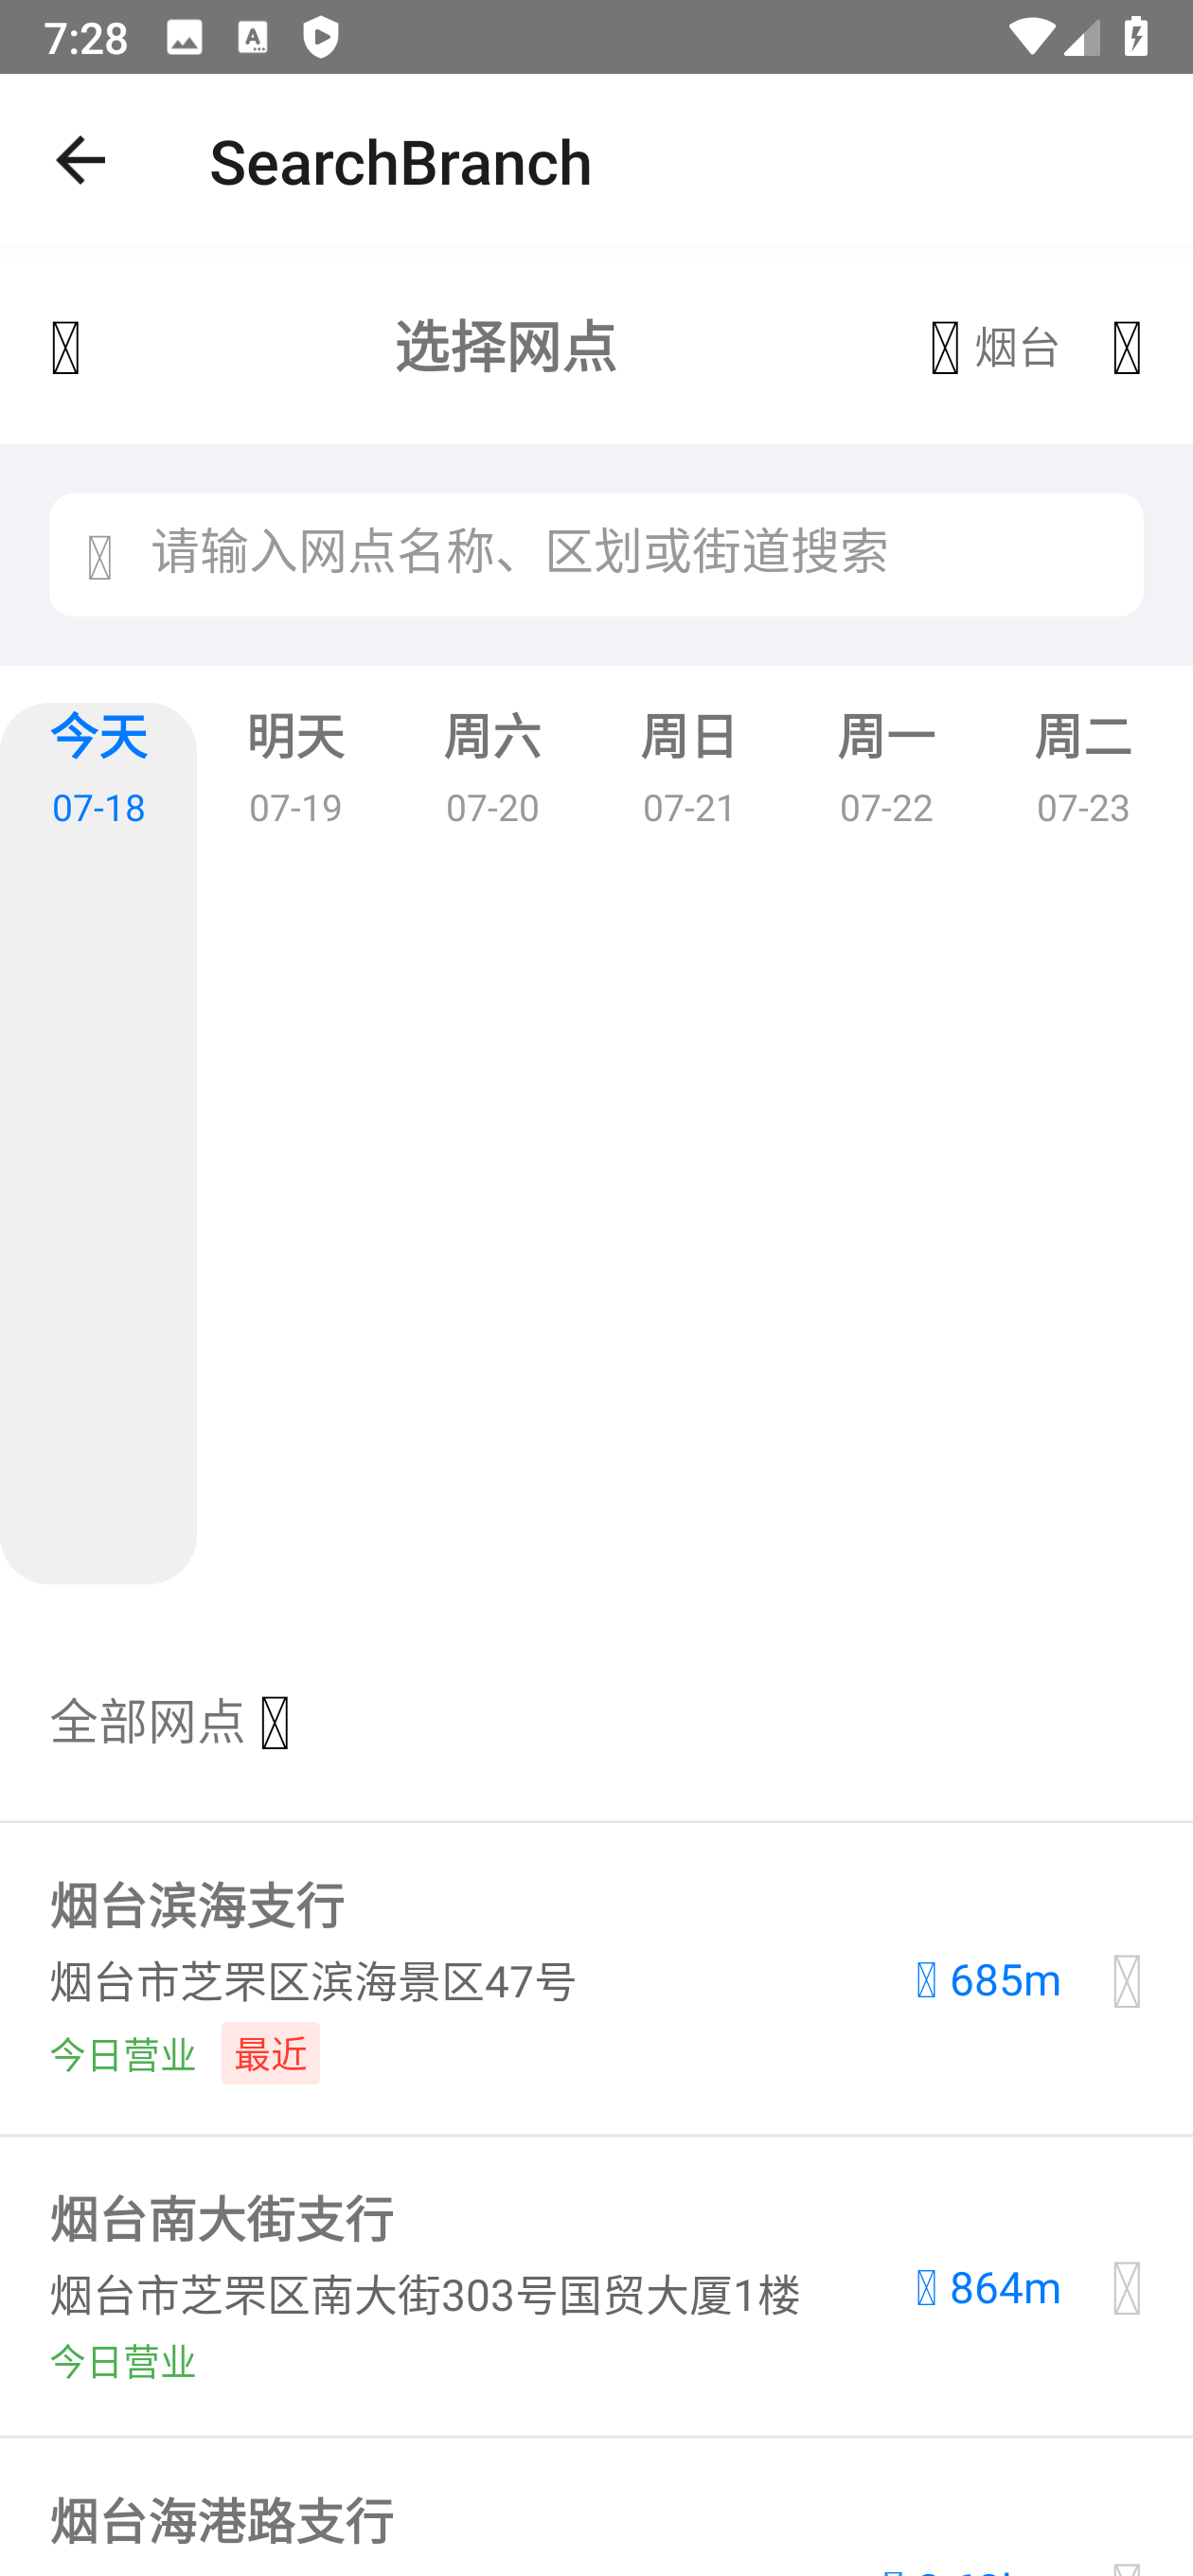 7:28
SearchBranch
选择网点 烟台
请输入网点名称、区划或街道搜索
今天 明天 周六 周日 周一 周二
07-18 07-19 07-20 07-21 07-22 07-23
全部网点
烟台滨海支行
烟台市芝罘区滨海景区47号 685m
今日营业 最近
烟台南大街支行
烟台市芝罘区南大街303号国贸大厦1楼 864m
今日营业
烟台海港路支行